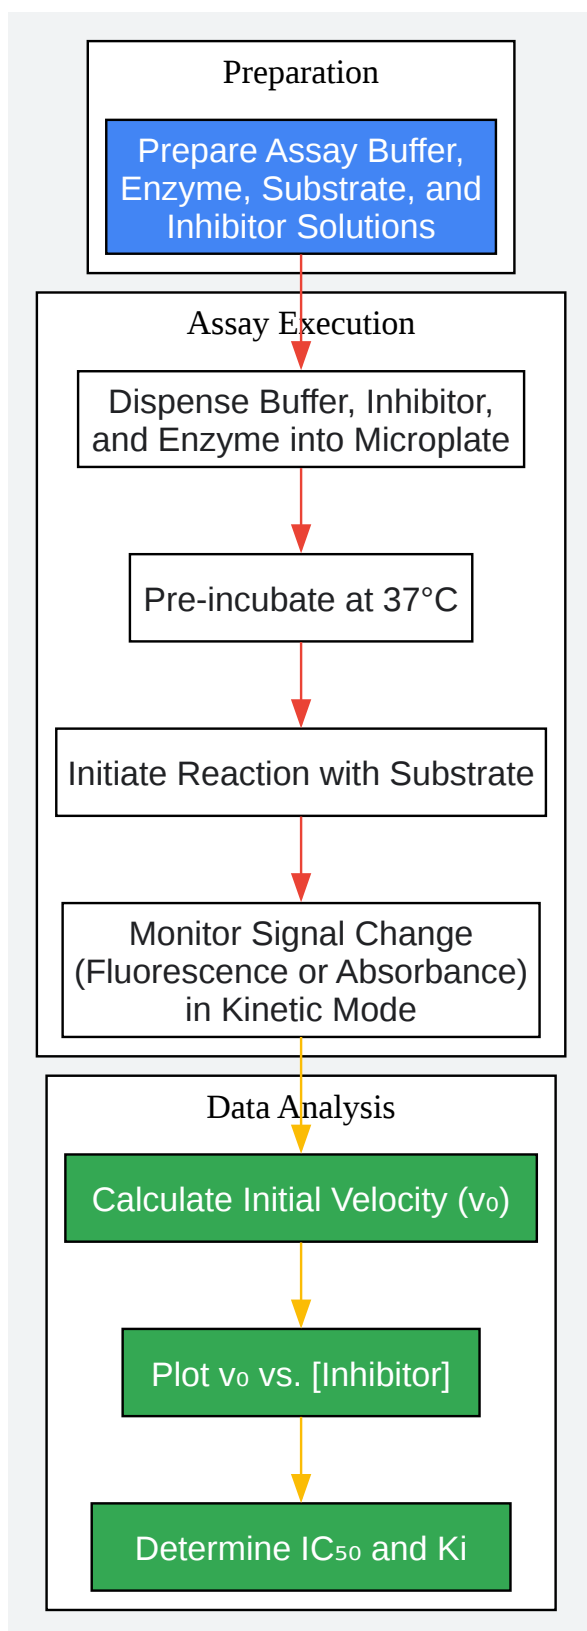 Preparation
Prepare Assay Buffer,
Enzyme, Substrate, and
Inhibitor Solutions
Assay Execution
Dispense Buffer, Inhibitor,
and Enzyme into Microplate
Pre-incubate at 37°C
Initiate Reaction with Substrate
Monitor Signal Change
(Fluorescence or Absorbance)
in Kinetic Mode
Data Analysis
Calculate Initial Velocity (v₀)
Plot v₀ vs. [Inhibitor]
Determine IC₅₀ and Ki